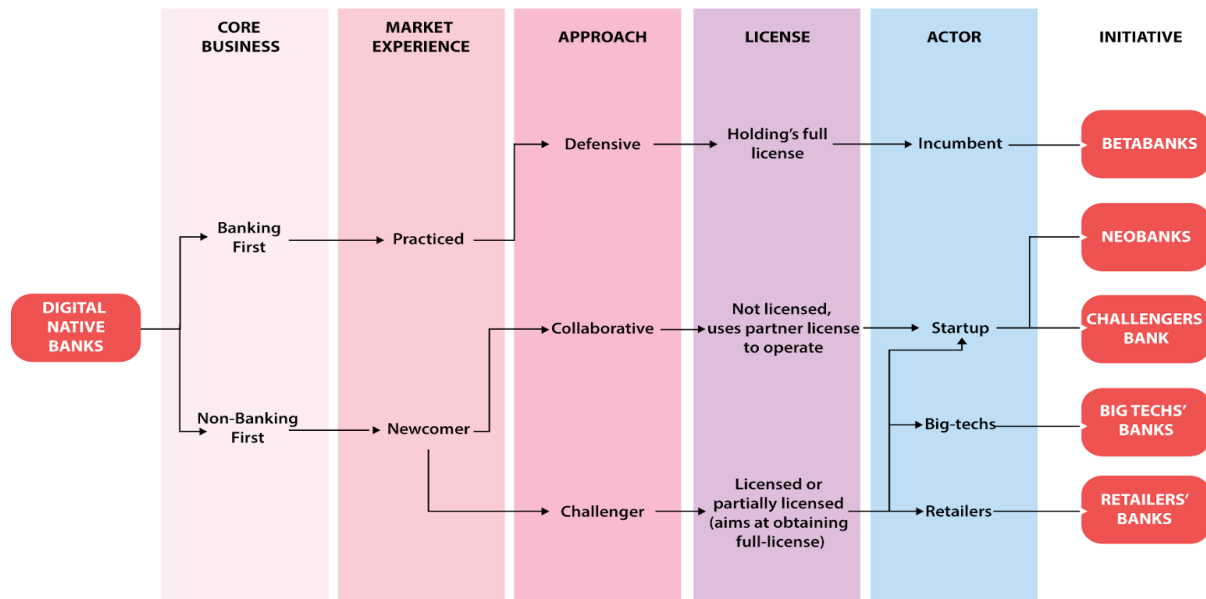 CORE
BUSINESS
MARKET
EXPERIENCE
APPROACH
LICENSE
ACTOR
INITIATIVE
DIGITAL
NATIVE
BANKS
Banking
First
Non-Banking
First
Practiced
Newcomer
Defensive
Collaborative
Challenger
Holding's full
license
Not licensed,
uses partner license
to operate
Licensed or
partially licensed
(aims at obtaining
full-license)
Incumbent
Startup
Big-techs
Retailers
BETABANKS
NEOBANKS
CHALLENGERS
BANK
BIG TECHS'
BANKS
RETAILERS'
BANKS